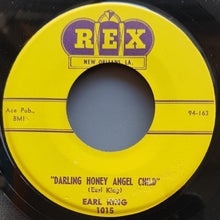 REX
NEW ORLEANS, LA.
Ace Pub.
BMI
94-163
"DARLING HONEY ANGEL CHILD"
(Earl King)
EARL KING
1015